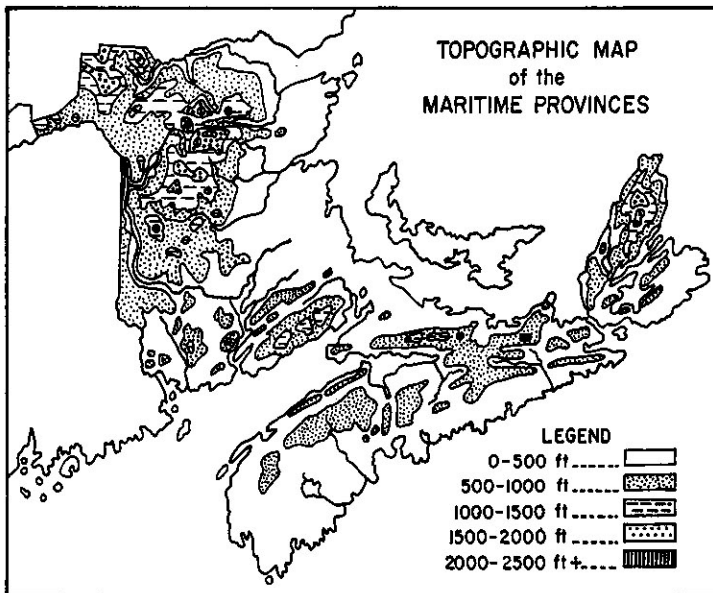 TOPOGRAPHIC MAP
of the
MARITIME PROVINCES
LEGEND
0-500 ft......
500-1000 ft......
1000-1500 ft......
1500-2000 ft......
2000-2500 ft+......